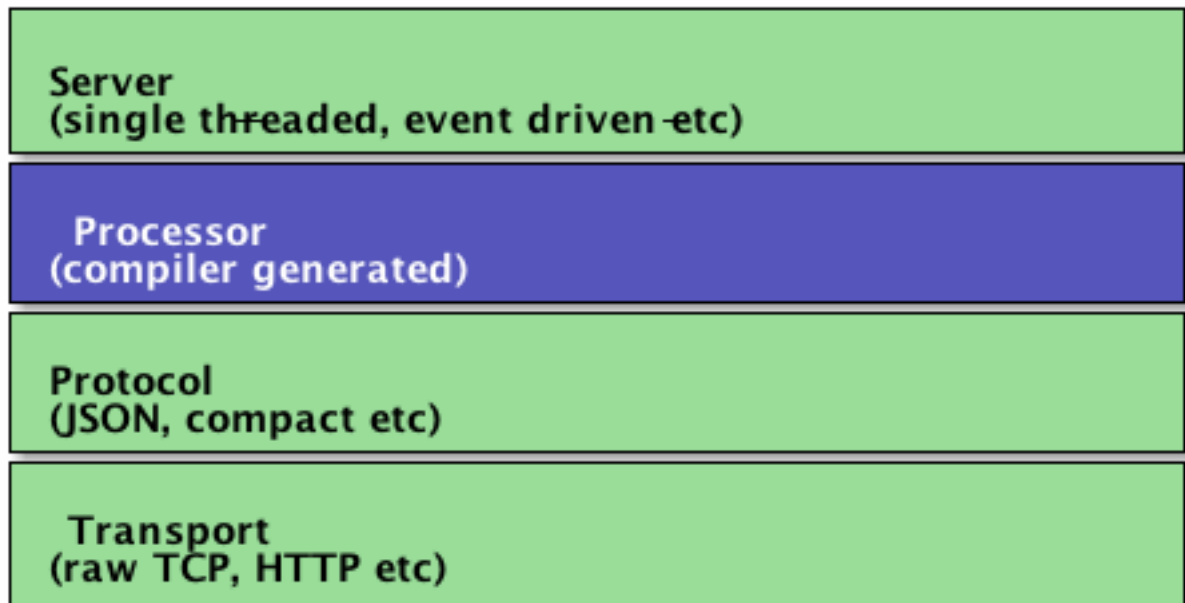 Server
(single threaded, event driven etc)
Processor
(compiler generated)
Protocol
(JSON, compact etc)
Transport
(raw TCP, HTTP etc)